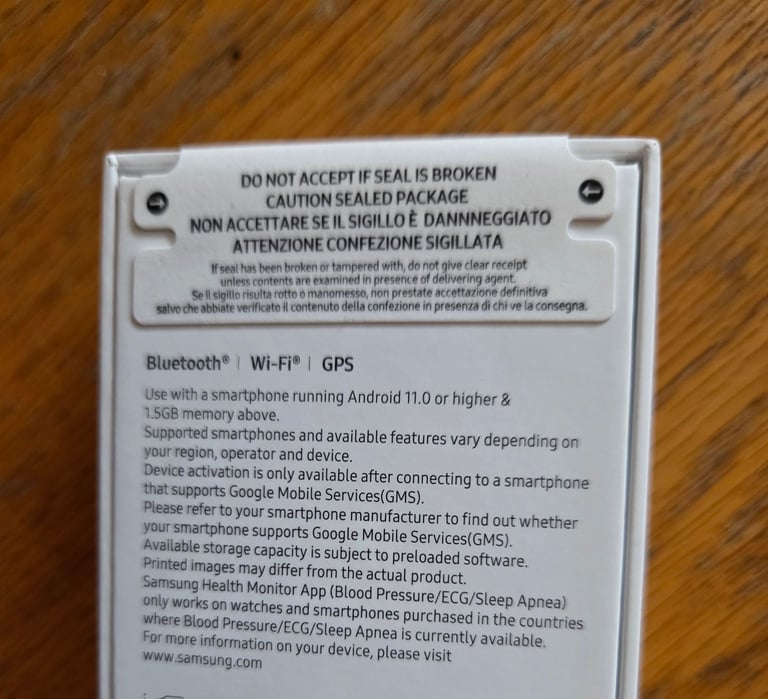 DO NOT ACCEPT IF SEAL IS BROKEN
CAUTION SEALED PACKAGE
NON ACCETTARE SE IL SIGILLO È DANNNEGGIATO
ATTENZIONE CONFEZIONE SIGILLATA
If seal has been broken or tampered with, do not give clear receipt
unless contents are examined in presence of delivering agent.
Se il sigillo risulta rotto o manomesso, non prestate accettazione definitiva
salvo che abbiate verificato il contenuto della confezione in presenza di chi ve la consegna.
Bluetooth® | Wi-Fi® | GPS
Use with a smartphone running Android 11.0 or higher &
1.5GB memory above.
Supported smartphones and available features vary depending on
your region, operator and device.
Device activation is only available after connecting to a smartphone
that supports Google Mobile Services(GMS).
Please refer to your smartphone manufacturer to find out whether
your smartphone supports Google Mobile Services(GMS).
Available storage capacity is subject to preloaded software.
Printed images may differ from the actual product.
Samsung Health Monitor App (Blood Pressure/ECG/Sleep Apnea)
only works on watches and smartphones purchased in the countries
where Blood Pressure/ECG/Sleep Apnea is currently available.
For more information on your device, please visit
www.samsung.com